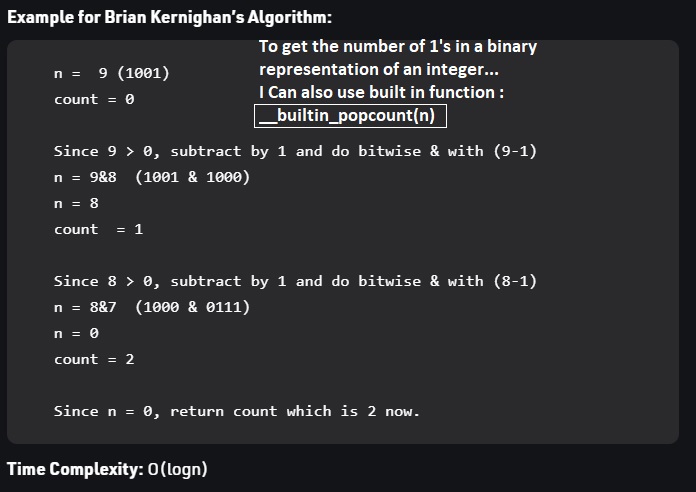 Example for Brian Kernighan's Algorithm:
To get the number of 1's in a binary
representation of an integer...
I Can also use built in function :
__builtin_popcount(n)
n =  9 (1001)
count = 0
Since 9 > 0, subtract by 1 and do bitwise & with (9-1)
n = 9&8  (1001 & 1000)
n = 8
count  = 1
Since 8 > 0, subtract by 1 and do bitwise & with (8-1)
n = 8&7  (1000 & 0111)
n = 0
count = 2
Since n = 0, return count which is 2 now.
Time Complexity: O(logn)